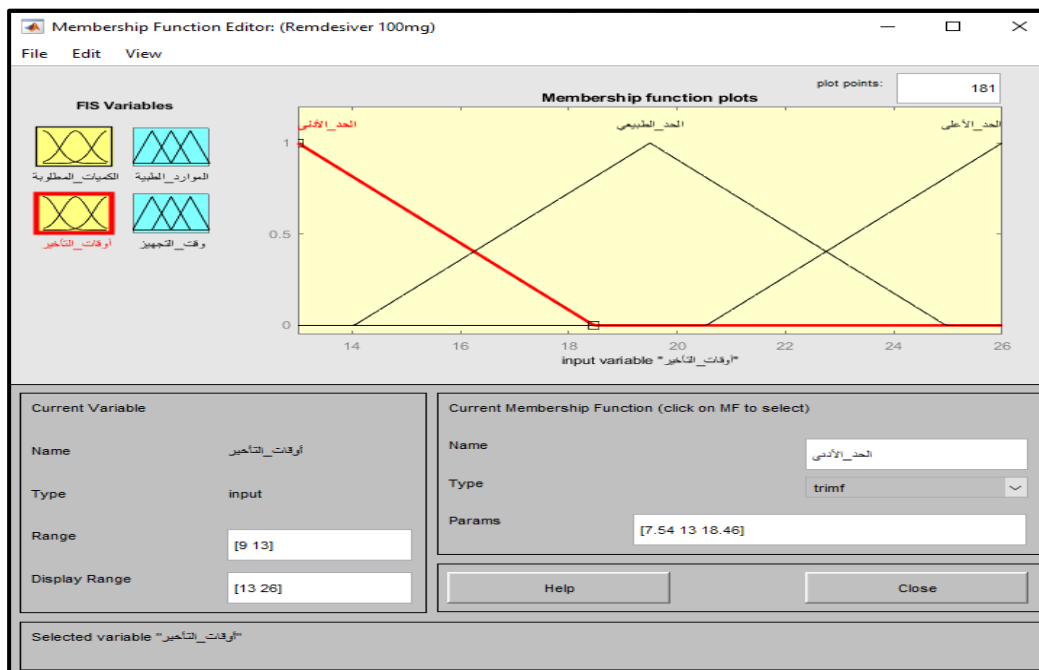 Membership Function Editor: (Remdesiver 100mg)
File Edit View
FIS Variables
الكميات_المطلوبة الموارد_الطبية
أوقات_التأخير وقت_التجهيز
plot points: 181
Membership function plots
الحد_الأدنى الحد_الطبيعي الحد_الأعلى
1
0.5
0
14 16 18 20 22 24 26
input variable "أوقات_التأخير"
Current Variable
Name أوقات_التأخير
Type input
Range [9 13]
Display Range [13 26]
Current Membership Function (click on MF to select)
Name الحد_الأدنى
Type trimf
Params [7.54 13 18.46]
Help Close
Selected variable "أوقات_التأخير"